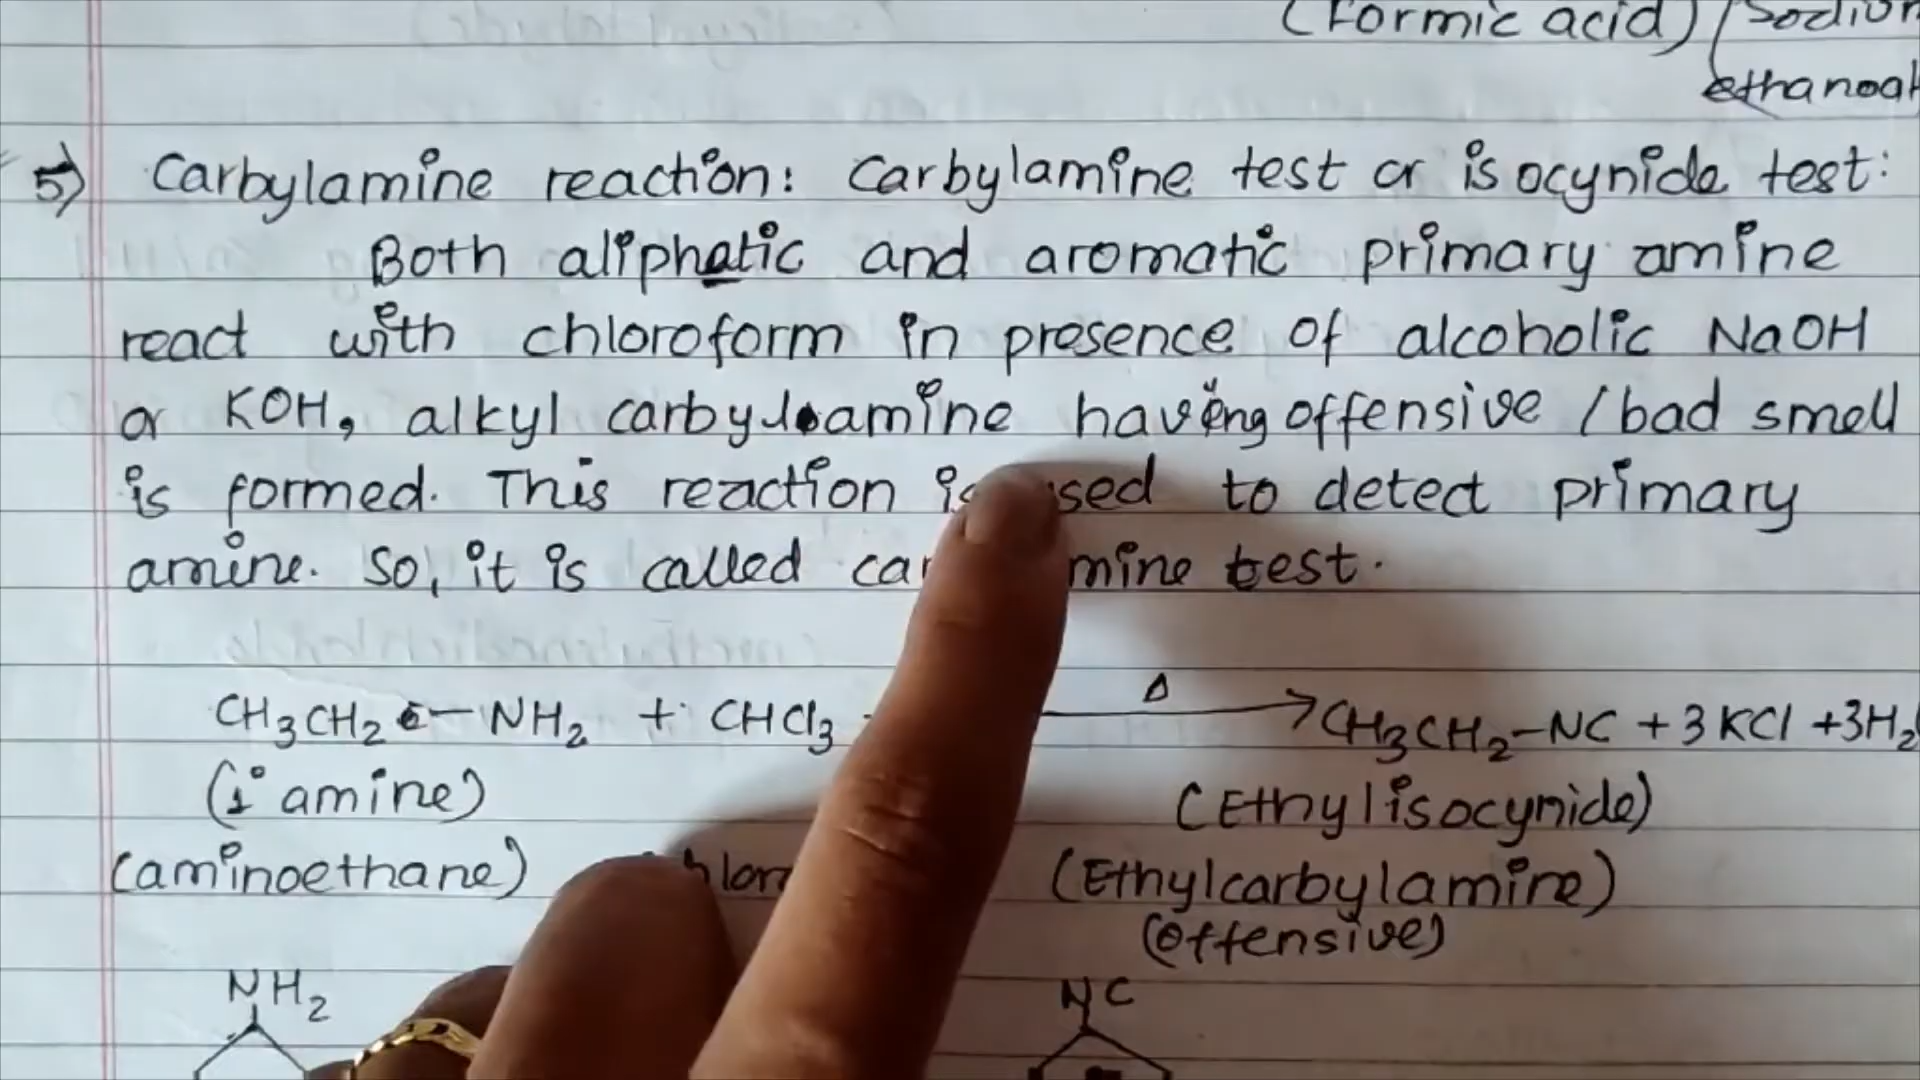 (Formic acid) / Sodium
ethanoat
5) Carbylamine reaction: Carbylamine test or isocynide test:
Both aliphatic and aromatic primary amine
react with chloroform in presence of alcoholic NaOH
or KOH, alkyl carbylamine having offensive / bad smell
is formed. This reaction is used to detect primary
amine. So, it is called test.
CH3CH2 — NH2 + CHCl3 Δ → CH3CH2-NC + 3KCl + 3H2
(1° amine) (Ethylisocynide)
(aminoethane) (Ethylcarbylamine)
(offensive)
NH2 NC